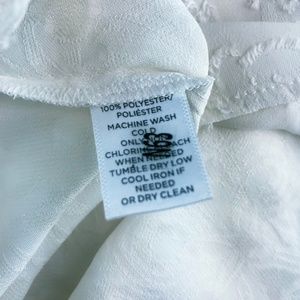 100% POLYESTER/
POLIÉSTER
MACHINE WASH
COLD
ONLY
CHLORINE
WHEN NEEDED
TUMBLE DRY LOW
COOL IRON IF
NEEDED
OR DRY CLEAN